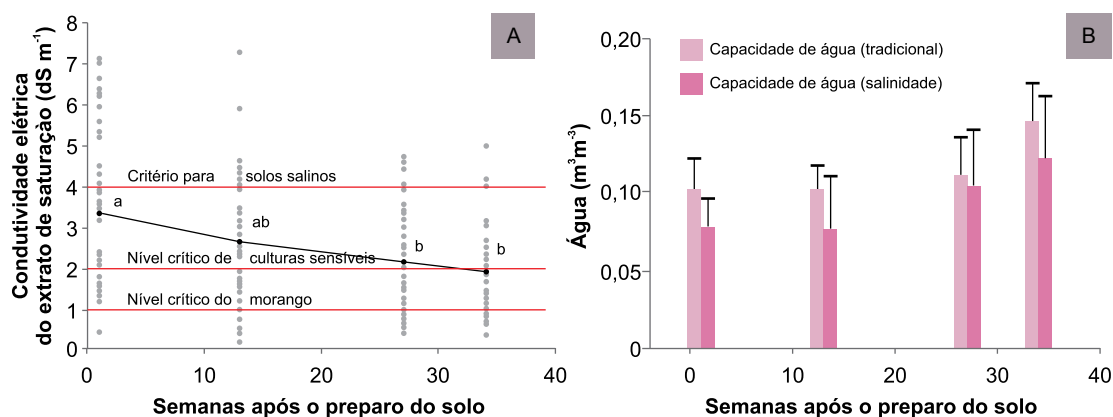 A
Condutividade elétrica
do extrato de saturaçào (dS m⁻¹)
8
7
6
5
4
3
2
1
0
Critério para solos salinos
a
ab
b
b
Nível crítico de culturas sensíveis
Nível crítico do morango
0 10 20 30 40
Semanas após o preparo do solo
B
Água (m³m⁻³)
0,20
0,15
0,10
0,05
0
Capacidade de água (tradicional)
Capacidade de água (salinidade)
0 10 20 30 40
Semanas após o preparo do solo